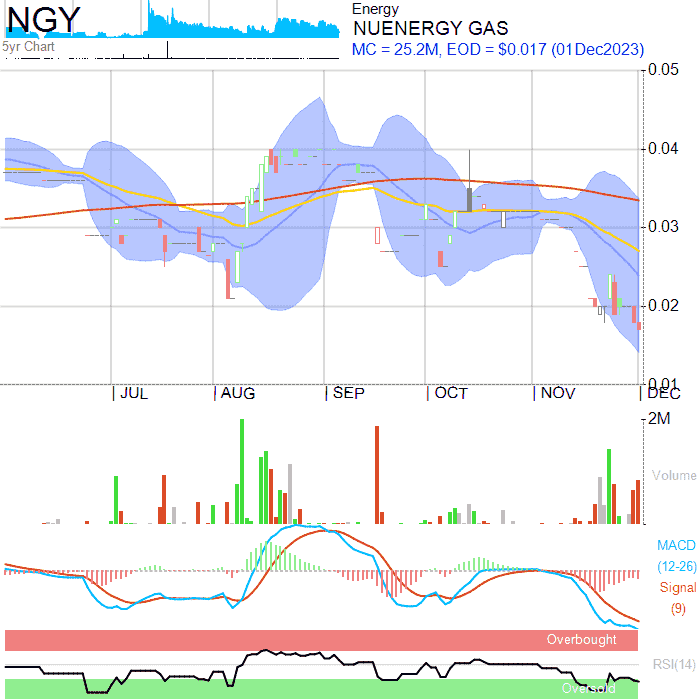 NGY
Energy
NUENERGY GAS
5yr Chart
MC = 25.2M, EOD = $0.017 (01Dec2023)
0.05
0.04
0.03
0.02
0.01
JUL
AUG
SEP
OCT
NOV
DEC
2M
Volume
MACD
(12-26)
Signal
(9)
Overbought
RSI(14)
Oversold